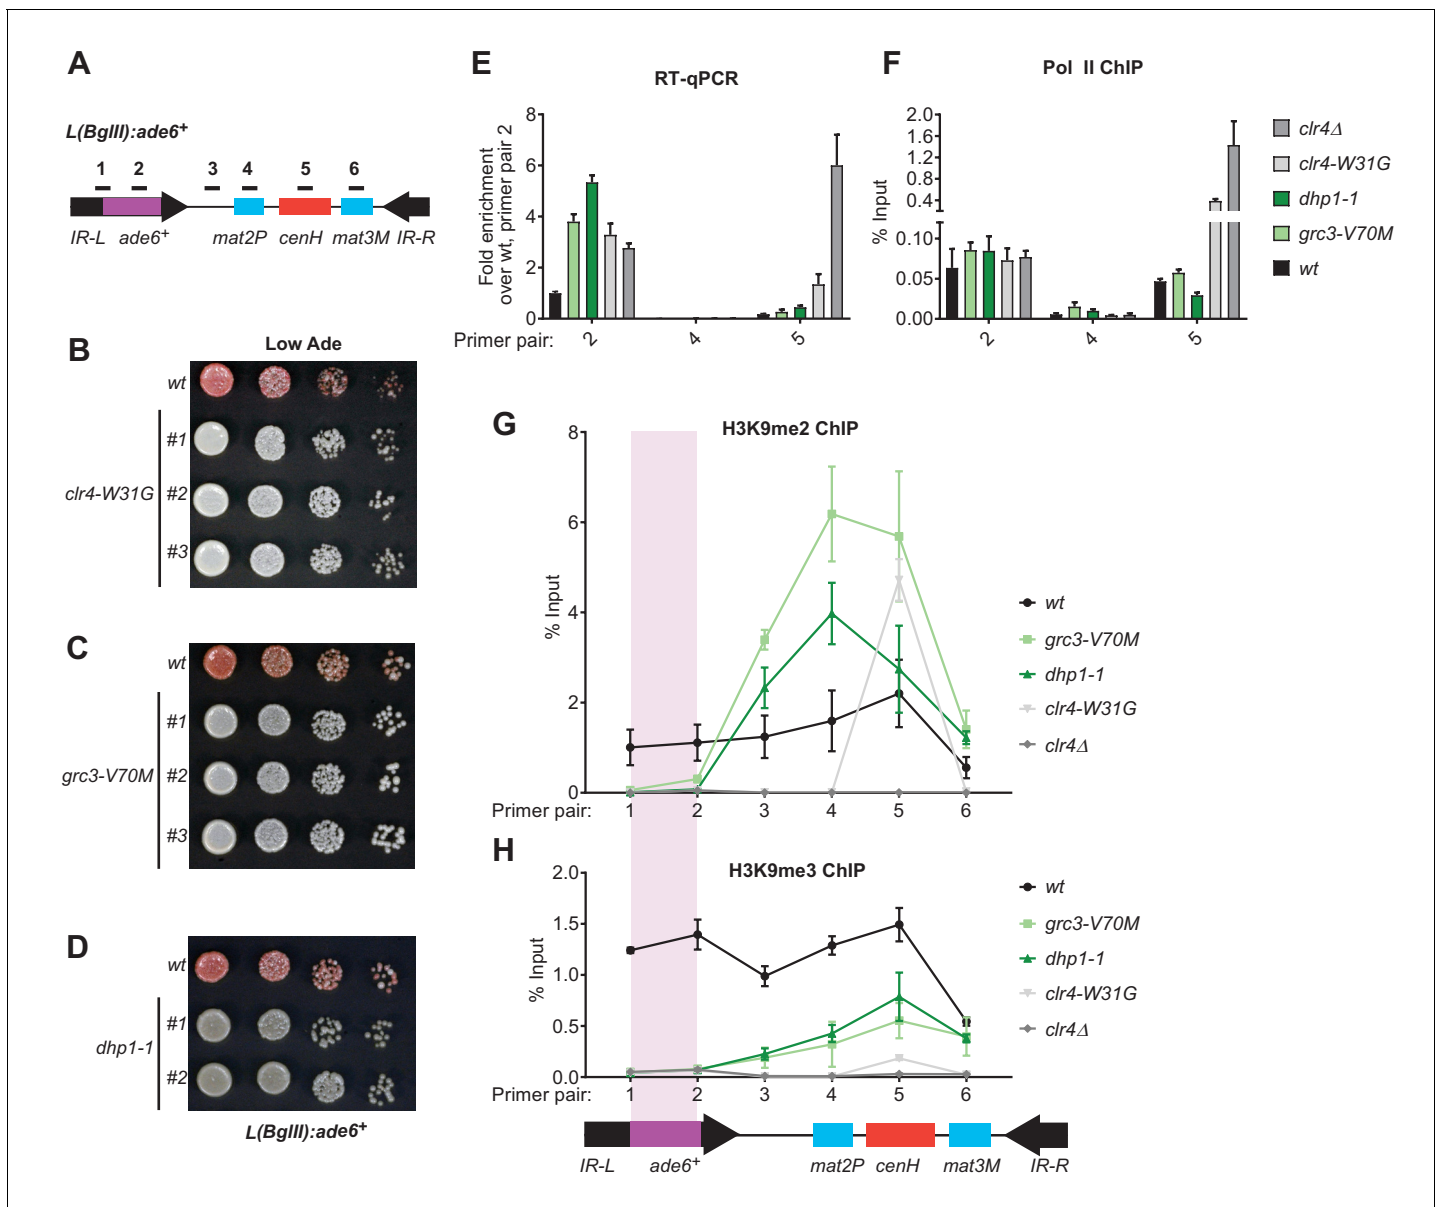 A
L(BglII):ade6+
1 2 3 4 5 6
IR-L ade6+ mat2P cenH mat3M IR-R
B
Low Ade
wt
#1
clr4-W31G #2
#3
C
wt
#1
grc3-V70M #2
#3
D
wt
#1
dhp1-1
#2
L(BglII):ade6+
E
RT-qPCR
Fold enrichment
over wt, primer pair 2
8
6
4
2
0
Primer pair: 2 4 5
F
Pol II ChIP
% Input
2.0
1.6
1.2
0.8
0.4
0.10
0.05
0.00
2 4 5
clr4Δ
clr4-W31G
dhp1-1
grc3-V70M
wt
G
H3K9me2 ChIP
% Input
8
6
4
2
0
Primer pair: 1 2 3 4 5 6
wt
grc3-V70M
dhp1-1
clr4-W31G
clr4Δ
H
H3K9me3 ChIP
% Input
2.0
1.5
1.0
0.5
0.0
Primer pair: 1 2 3 4 5 6
wt
grc3-V70M
dhp1-1
clr4-W31G
clr4Δ
IR-L ade6+ mat2P cenH mat3M IR-R